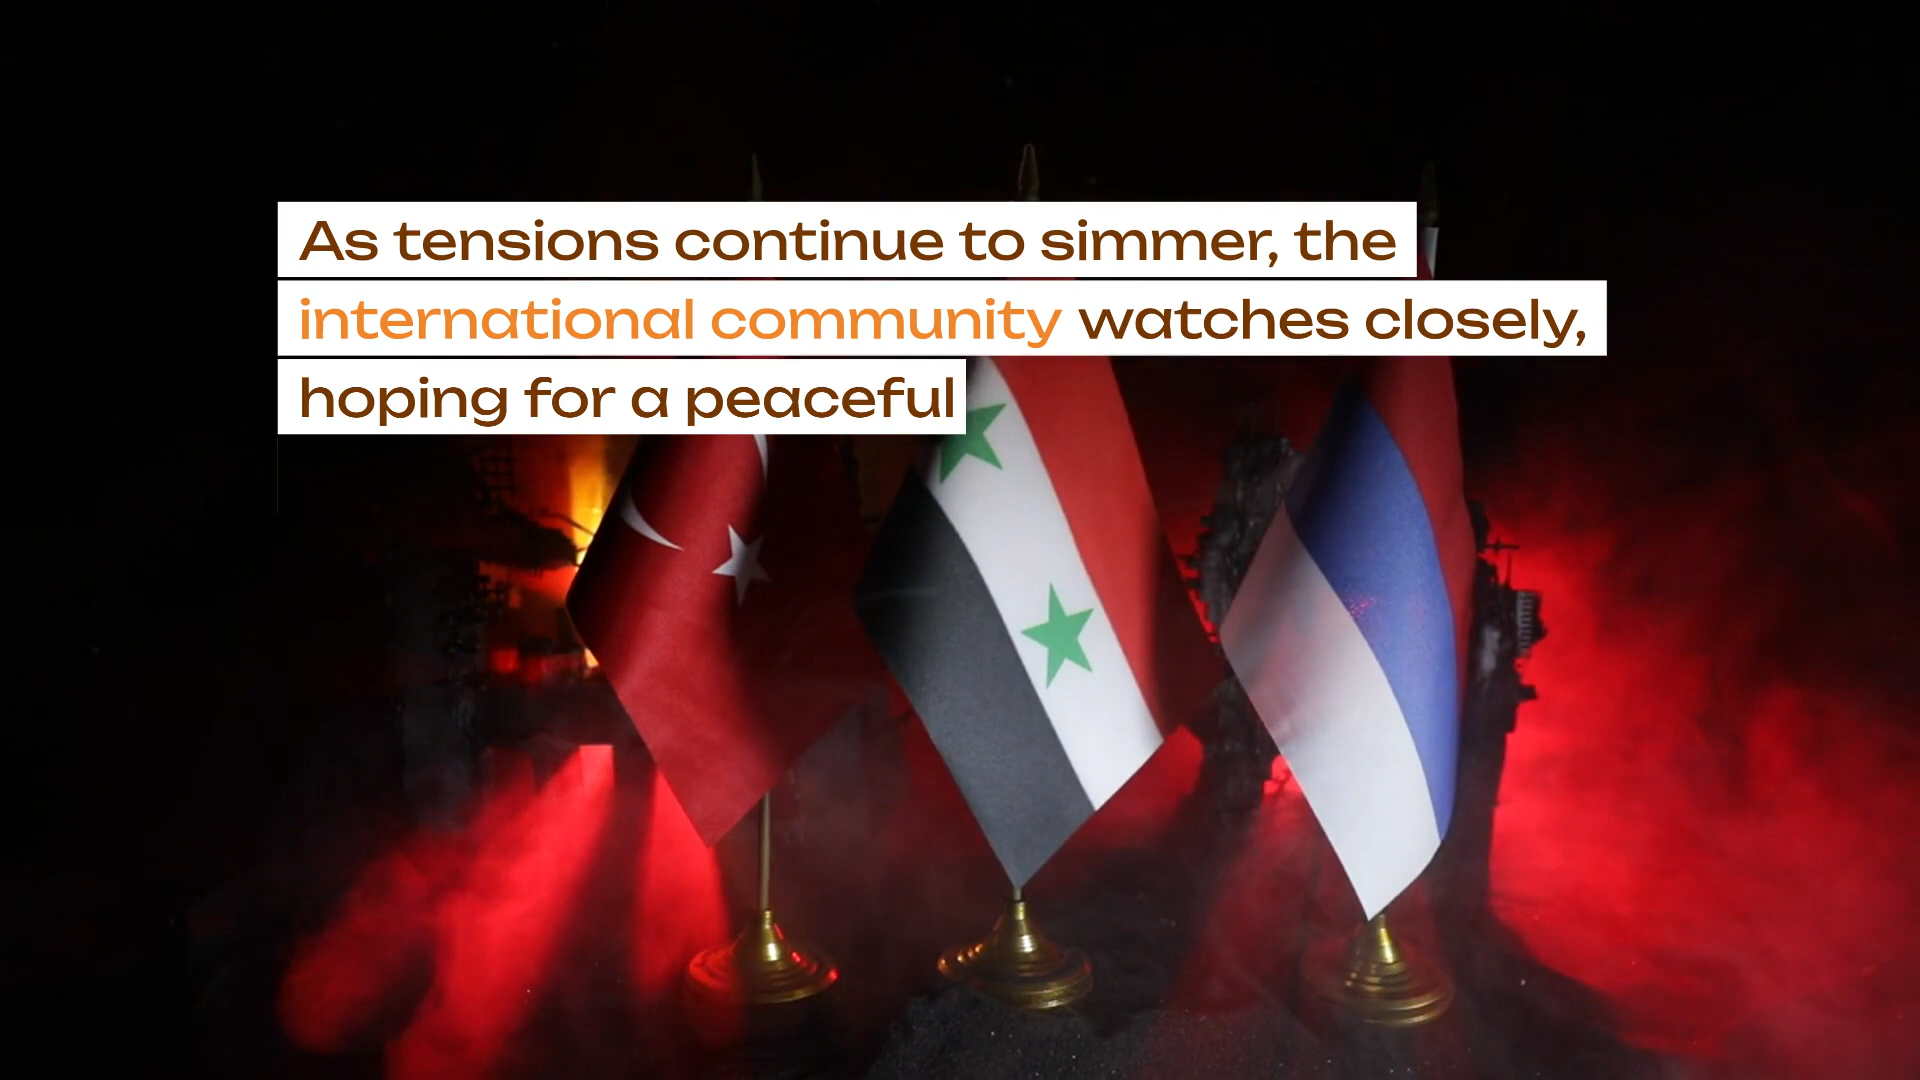 As tensions continue to simmer, the
international community watches closely,
hoping for a peaceful